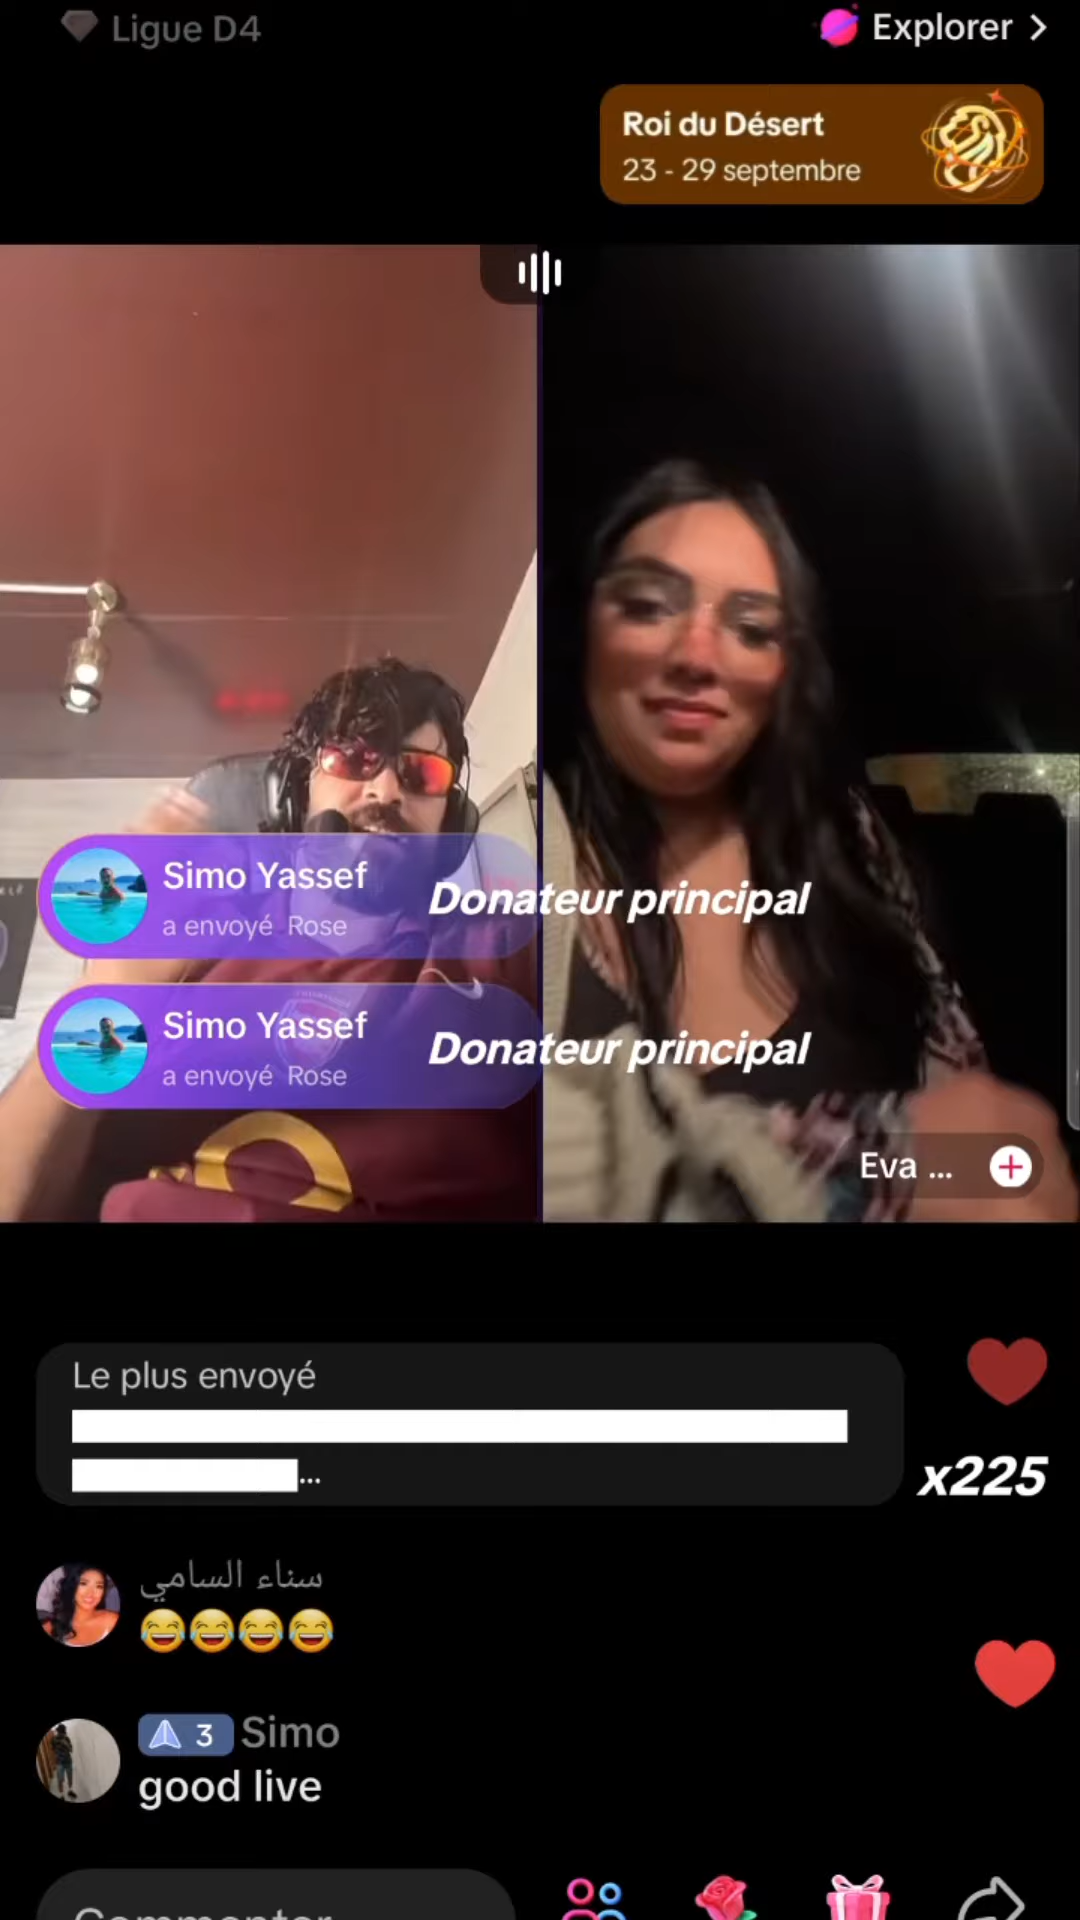 Ligue D4
Explorer
Roi du Désert
23 - 29 septembre
Simo Yassef
a envoyé Rose
Donateur principal
Simo Yassef
a envoyé Rose
Donateur principal
Eva ...
Le plus envoyé
...
x225
سناء السامي
😂😂😂😂
3 Simo
good live
Commenter